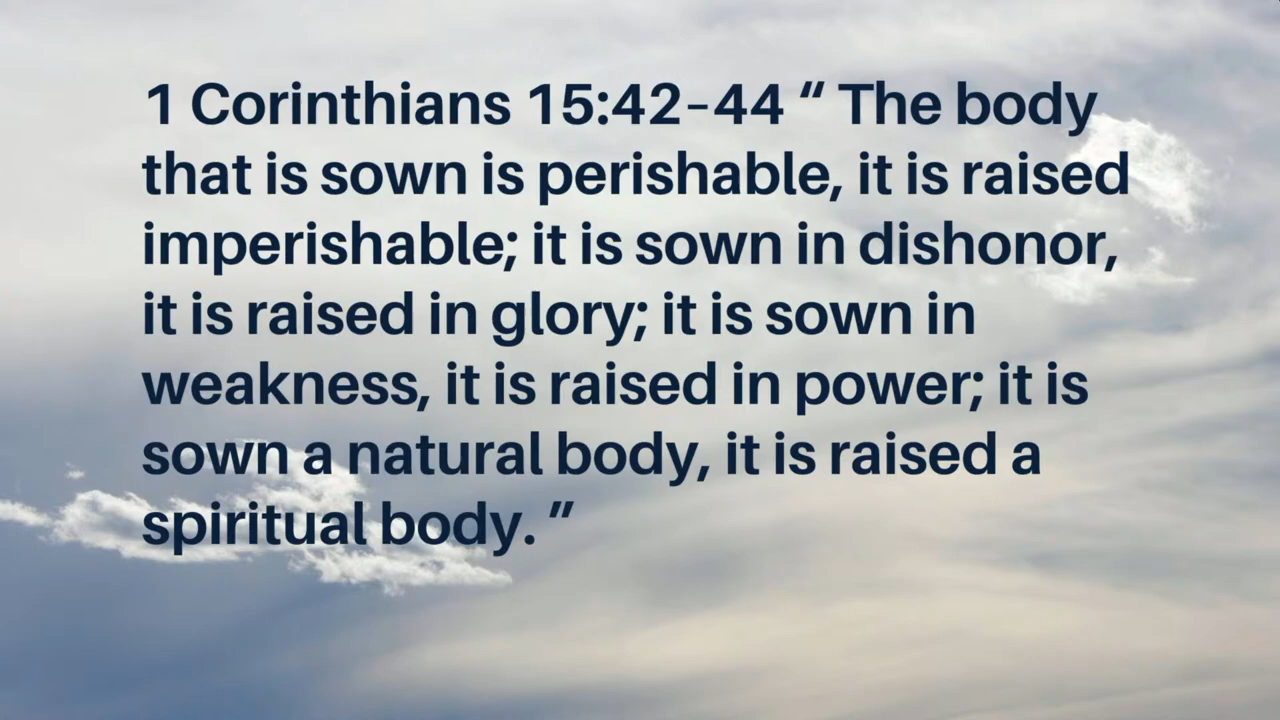 1 Corinthians 15:42–44 “ The body
that is sown is perishable, it is raised
imperishable; it is sown in dishonor,
it is raised in glory; it is sown in
weakness, it is raised in power; it is
sown a natural body, it is raised a
spiritual body. ”